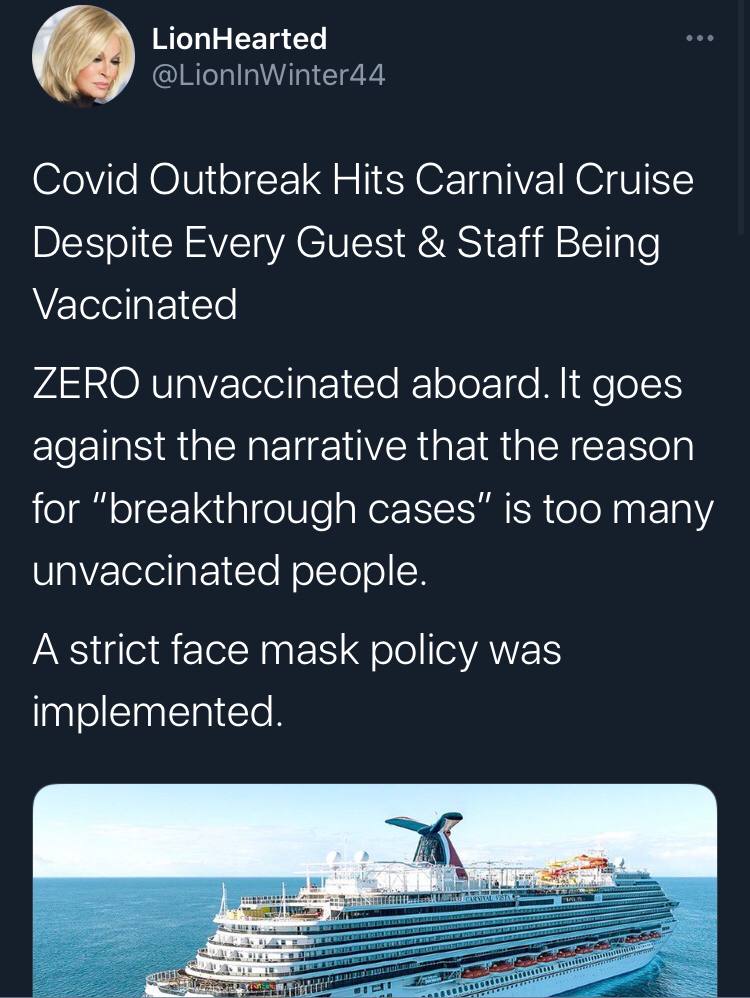 LionHearted
@LionInWinter44
Covid Outbreak Hits Carnival Cruise
Despite Every Guest & Staff Being
Vaccinated
ZERO unvaccinated aboard. It goes
against the narrative that the reason
for “breakthrough cases” is too many
unvaccinated people.
A strict face mask policy was
implemented.
CARNIVAL VISTA